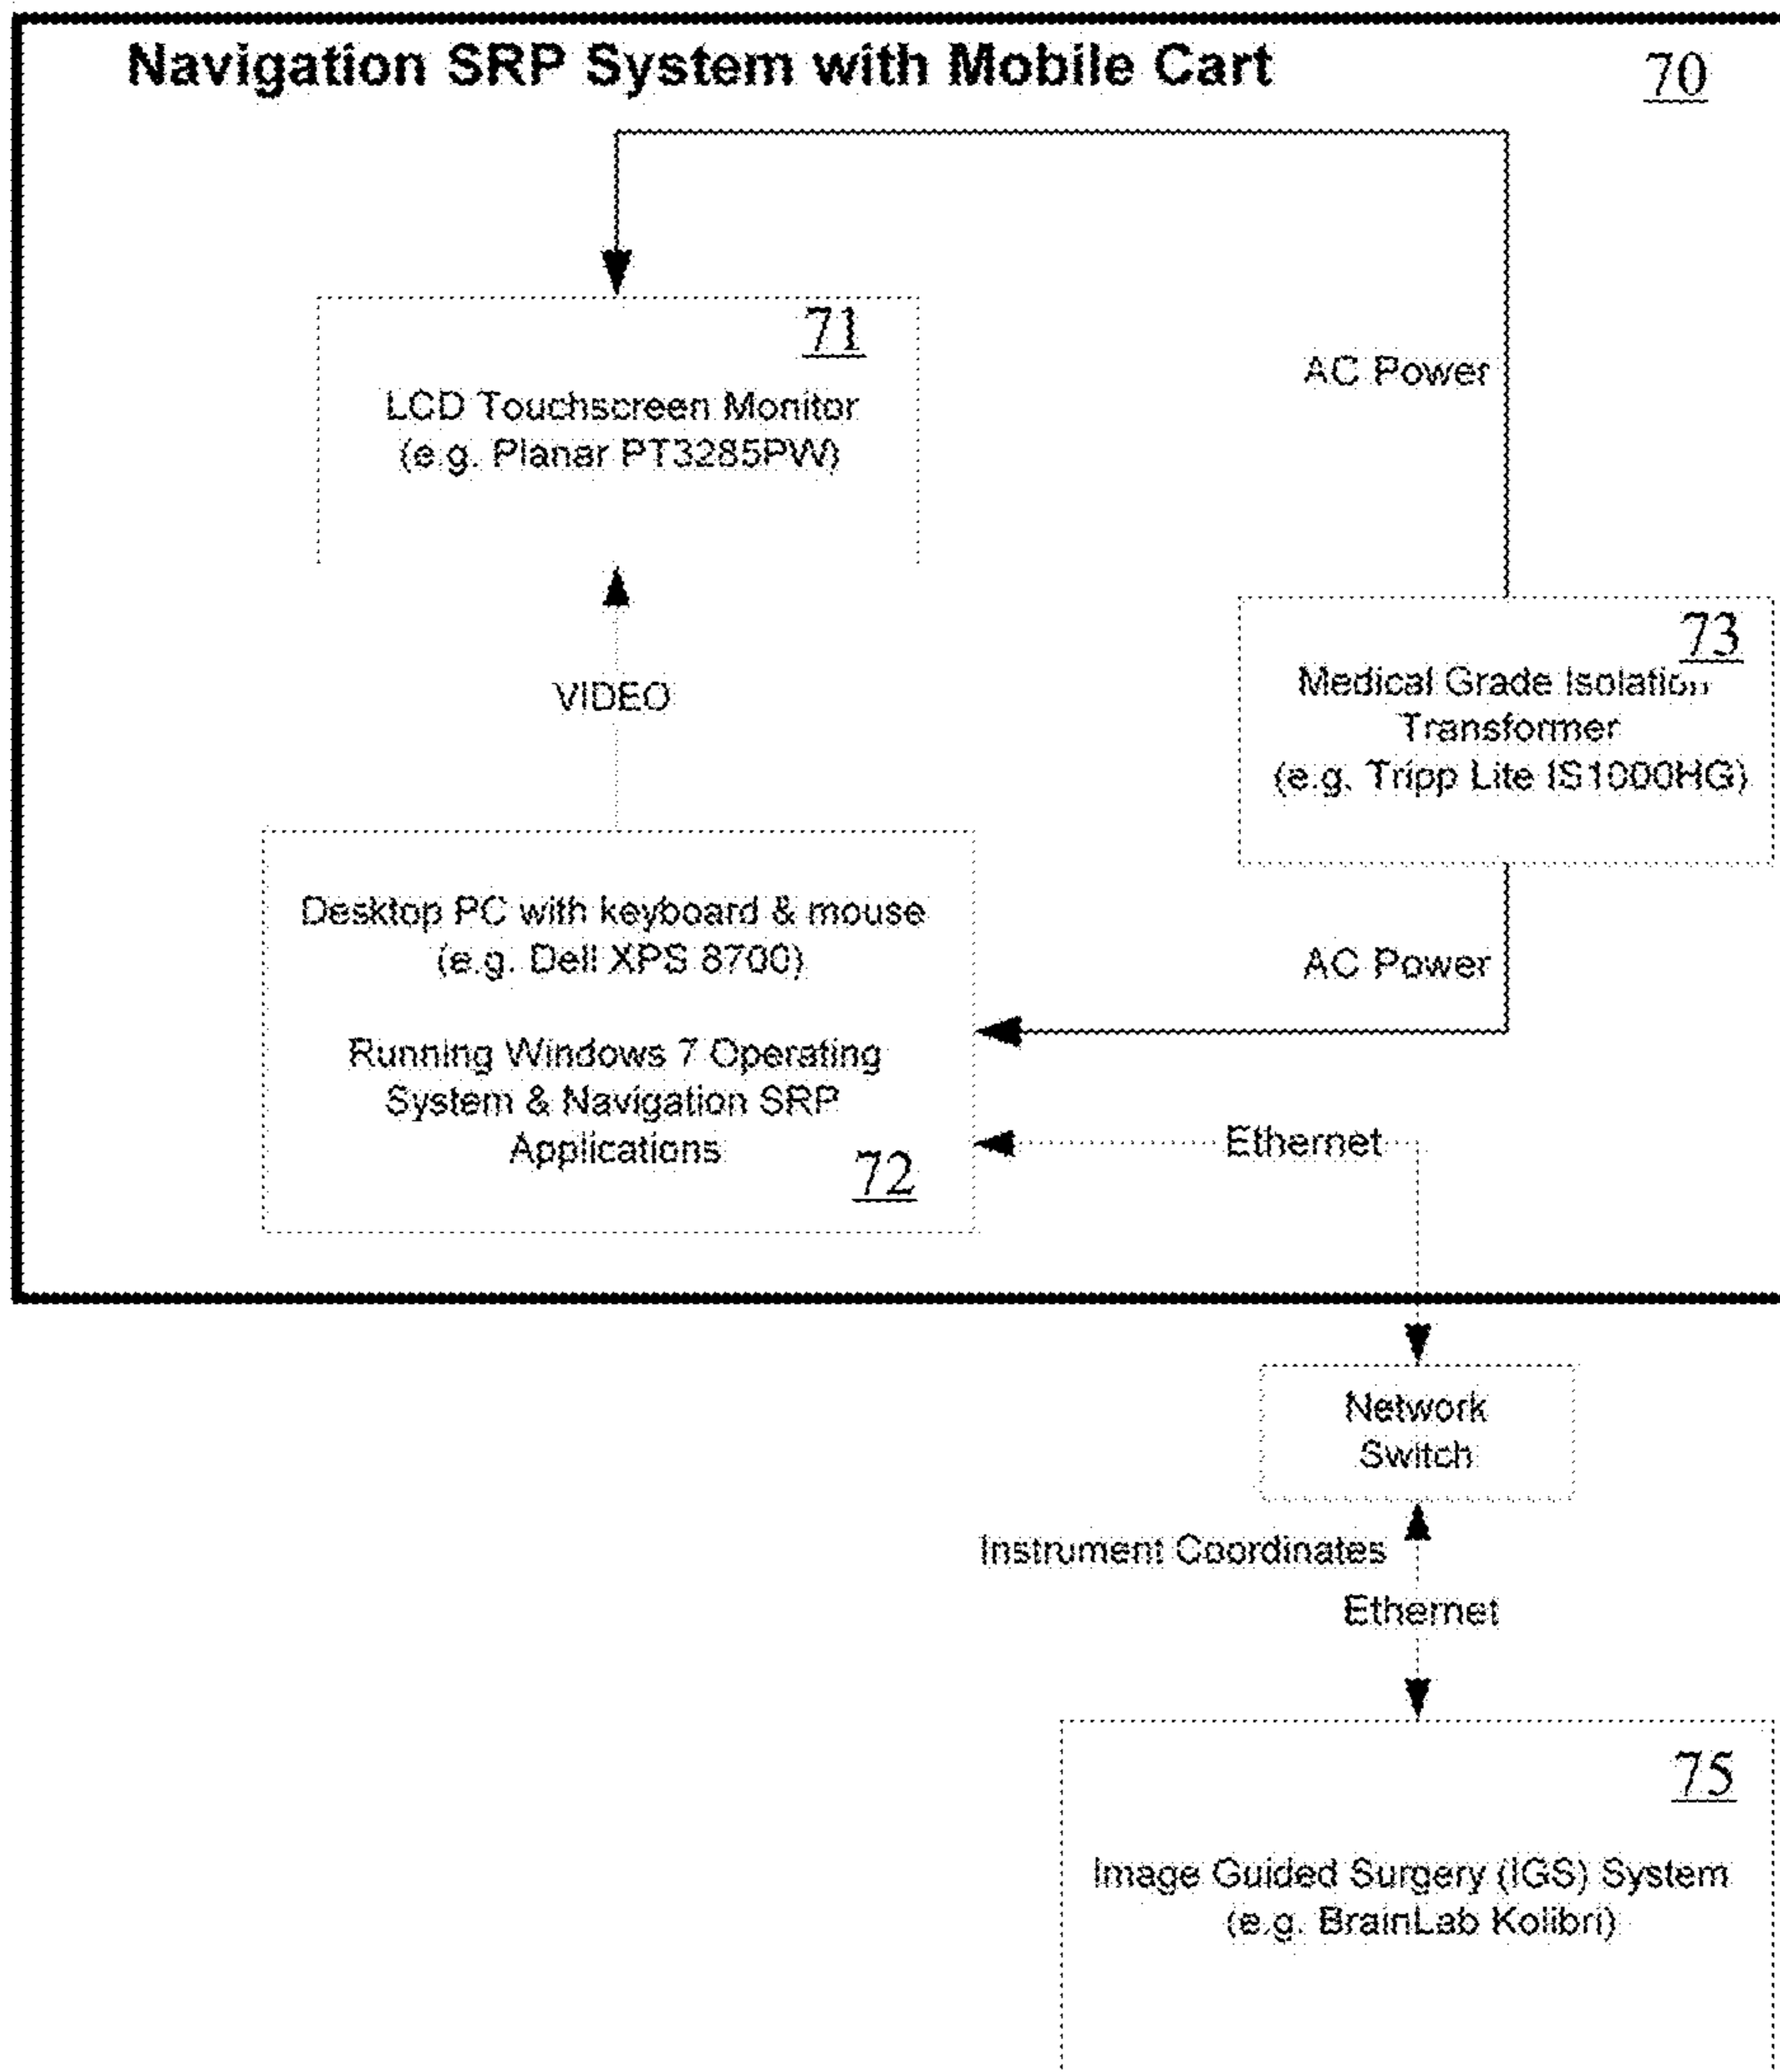 Navigation SRP System with Mobile Cart
70
71
LCD Touchscreen Monitor
(e.g. Planar PT3285PW)
AC Power
73
Medical Grade Isolation
Transformer
(e.g. Tripp Lite IS1000HG)
VIDEO
Desktop PC with keyboard & mouse
(e.g. Dell XPS 8700)
Running Windows 7 Operating
System & Navigation SRP
Applications
72
AC Power
Ethernet
Network
Switch
Instrument Coordinates
Ethernet
75
Image Guided Surgery (IGS) System
(e.g. BrainLab Kolibri)